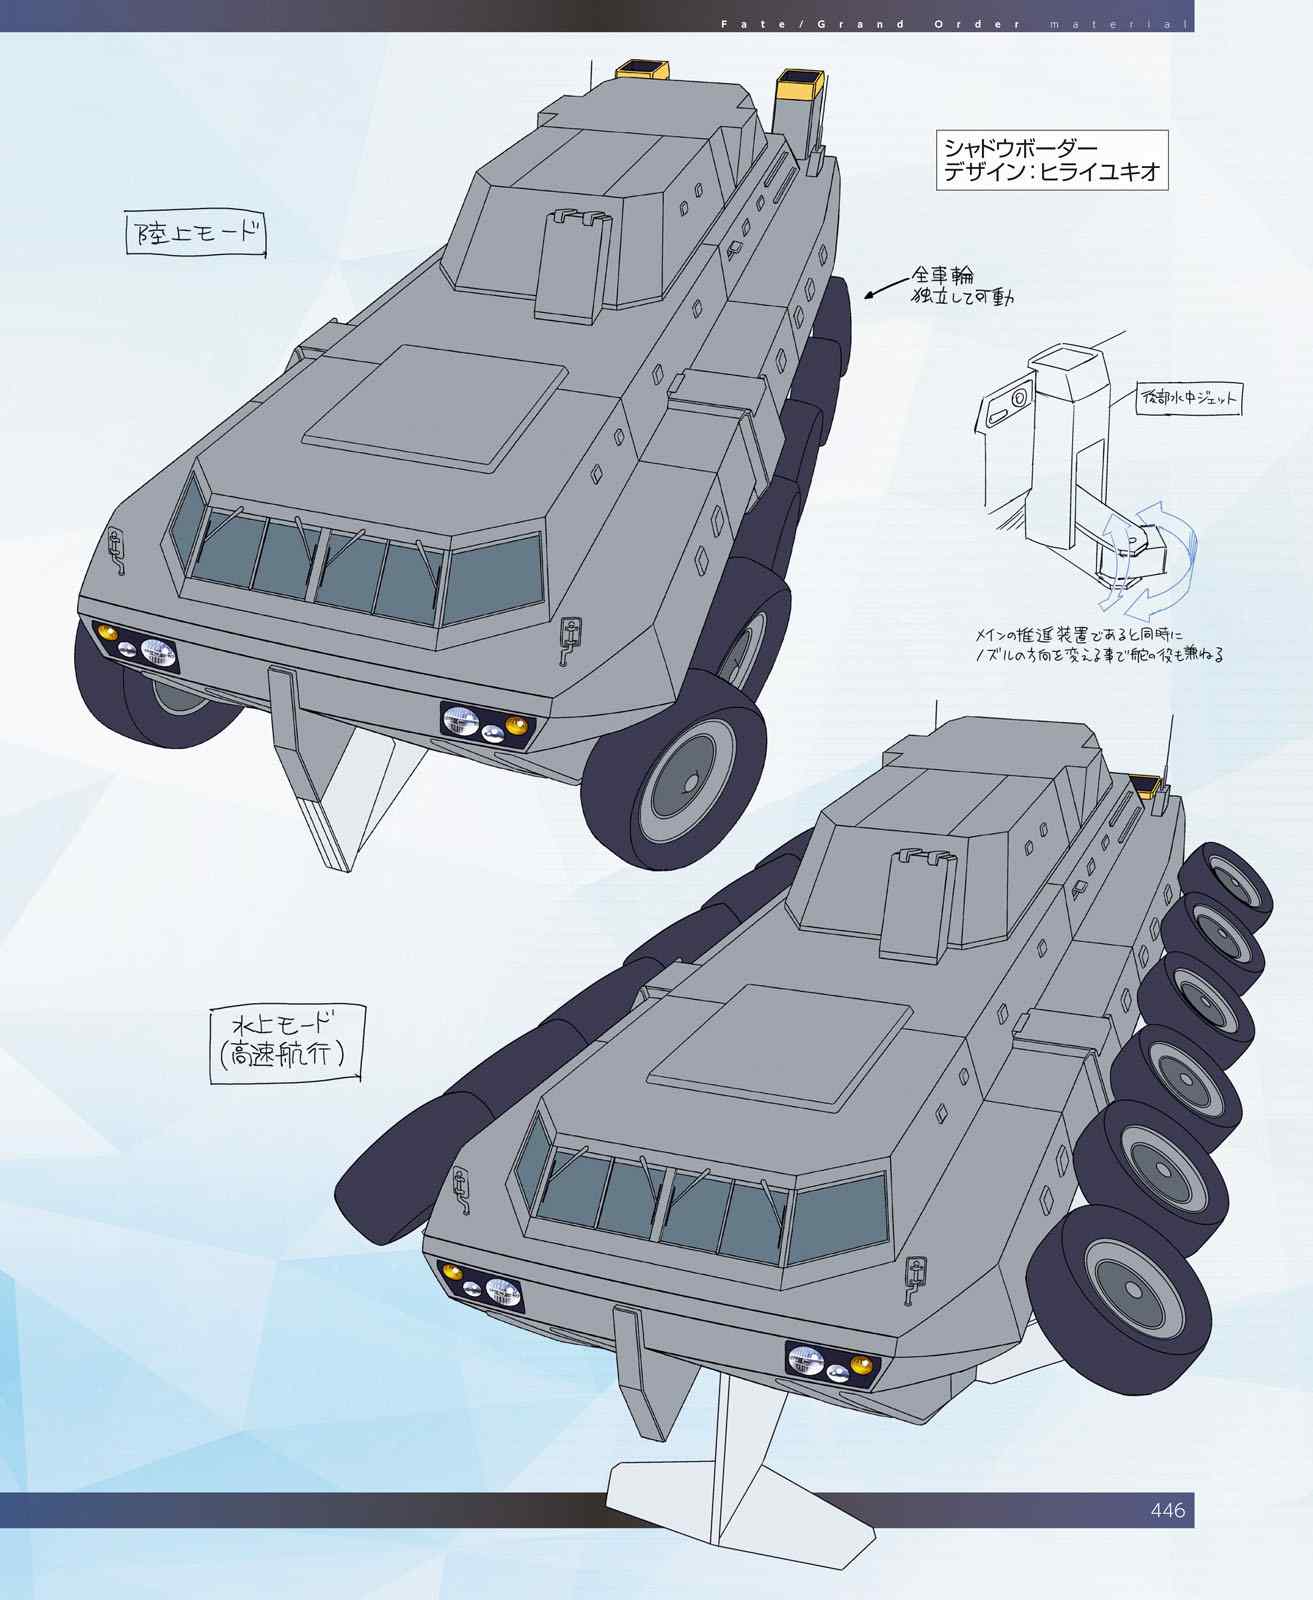 Fate/Grand Order material
シャドウボーダー
デザイン：ヒライユキオ
陸上モード
全車輪
独立して可動
後部水中ジェット
メインの推進装置であると同時に
ノズルの方向を変える事で舵の役も兼ねる
水上モード
(高速航行)
446